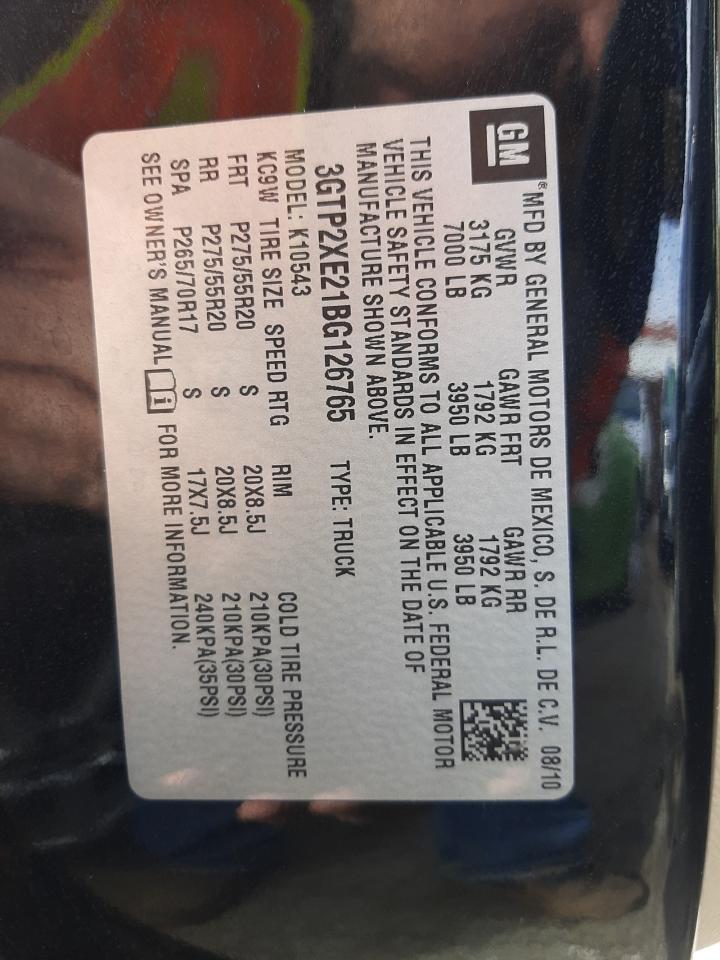 GM
®MFD BY GENERAL MOTORS DE MEXICO, S. DE R.L. DE C.V. 08/10
GVWR GAWR FRT GAWR RR
3175 KG 1792 KG 1792 KG
7000 LB 3950 LB 3950 LB
THIS VEHICLE CONFORMS TO ALL APPLICABLE U.S. FEDERAL MOTOR
VEHICLE SAFETY STANDARDS IN EFFECT ON THE DATE OF
MANUFACTURE SHOWN ABOVE.
3GTP2XE21BG126765 TYPE: TRUCK
MODEL: K10543
KC9W TIRE SIZE SPEED RTG RIM COLD TIRE PRESSURE
FRT P275/55R20 S 20X8.5J 210KPA(30PSI)
RR P275/55R20 S 20X8.5J 210KPA(30PSI)
SPA P265/70R17 S 17X7.5J 240KPA(35PSI)
SEE OWNER'S MANUAL i FOR MORE INFORMATION.